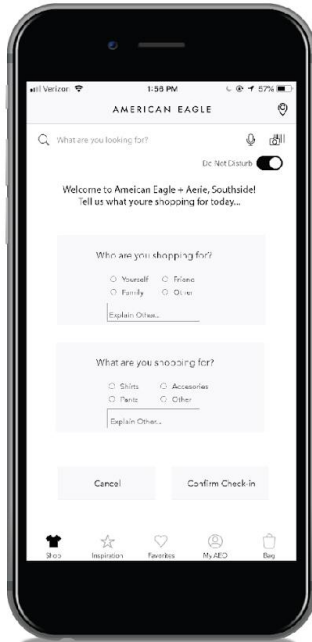 Verizon 1:56 PM 57%
AMERICAN EAGLE
What are you looking for?
Do Not Disturb
Welcome to Ameican Eagle + Aerie, Southside!
Tell us what youre shopping for today...
Who are you shopping for?
Yourself Friend
Family Other
Explain Other...
What are you shopping for?
Shirts Accesories
Pants Other
Explain Other...
Cancel Confirm Check-in
Shop Inspiration Favorites My AEO Bag